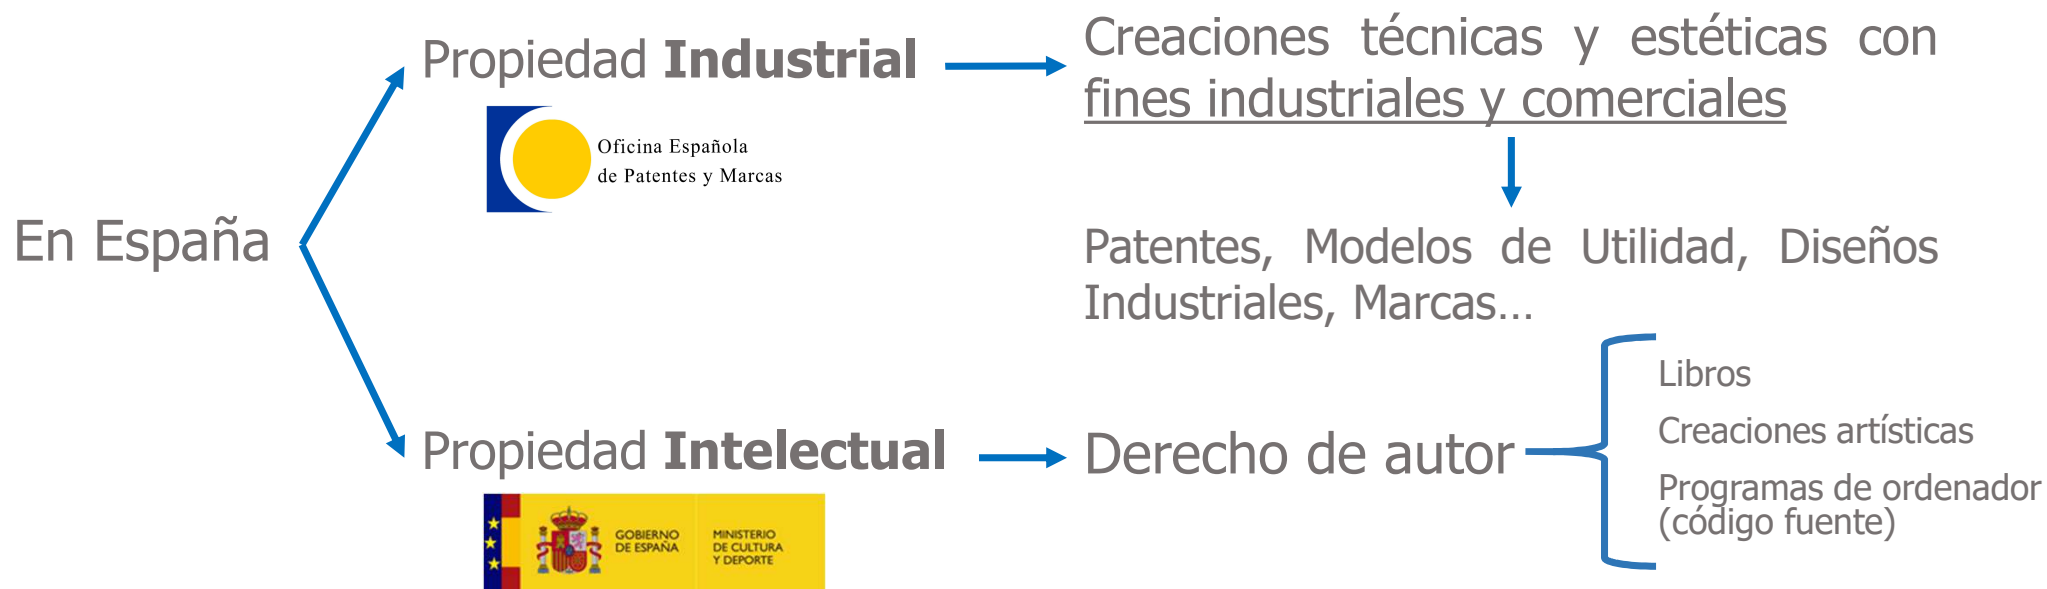 En España
Propiedad Industrial
Oficina Española
de Patentes y Marcas
Creaciones técnicas y estéticas con
fines industriales y comerciales
Patentes, Modelos de Utilidad, Diseños
Industriales, Marcas…
Propiedad Intelectual
GOBIERNO
DE ESPAÑA
MINISTERIO
DE CULTURA
Y DEPORTE
Derecho de autor
Libros
Creaciones artísticas
Programas de ordenador
(código fuente)